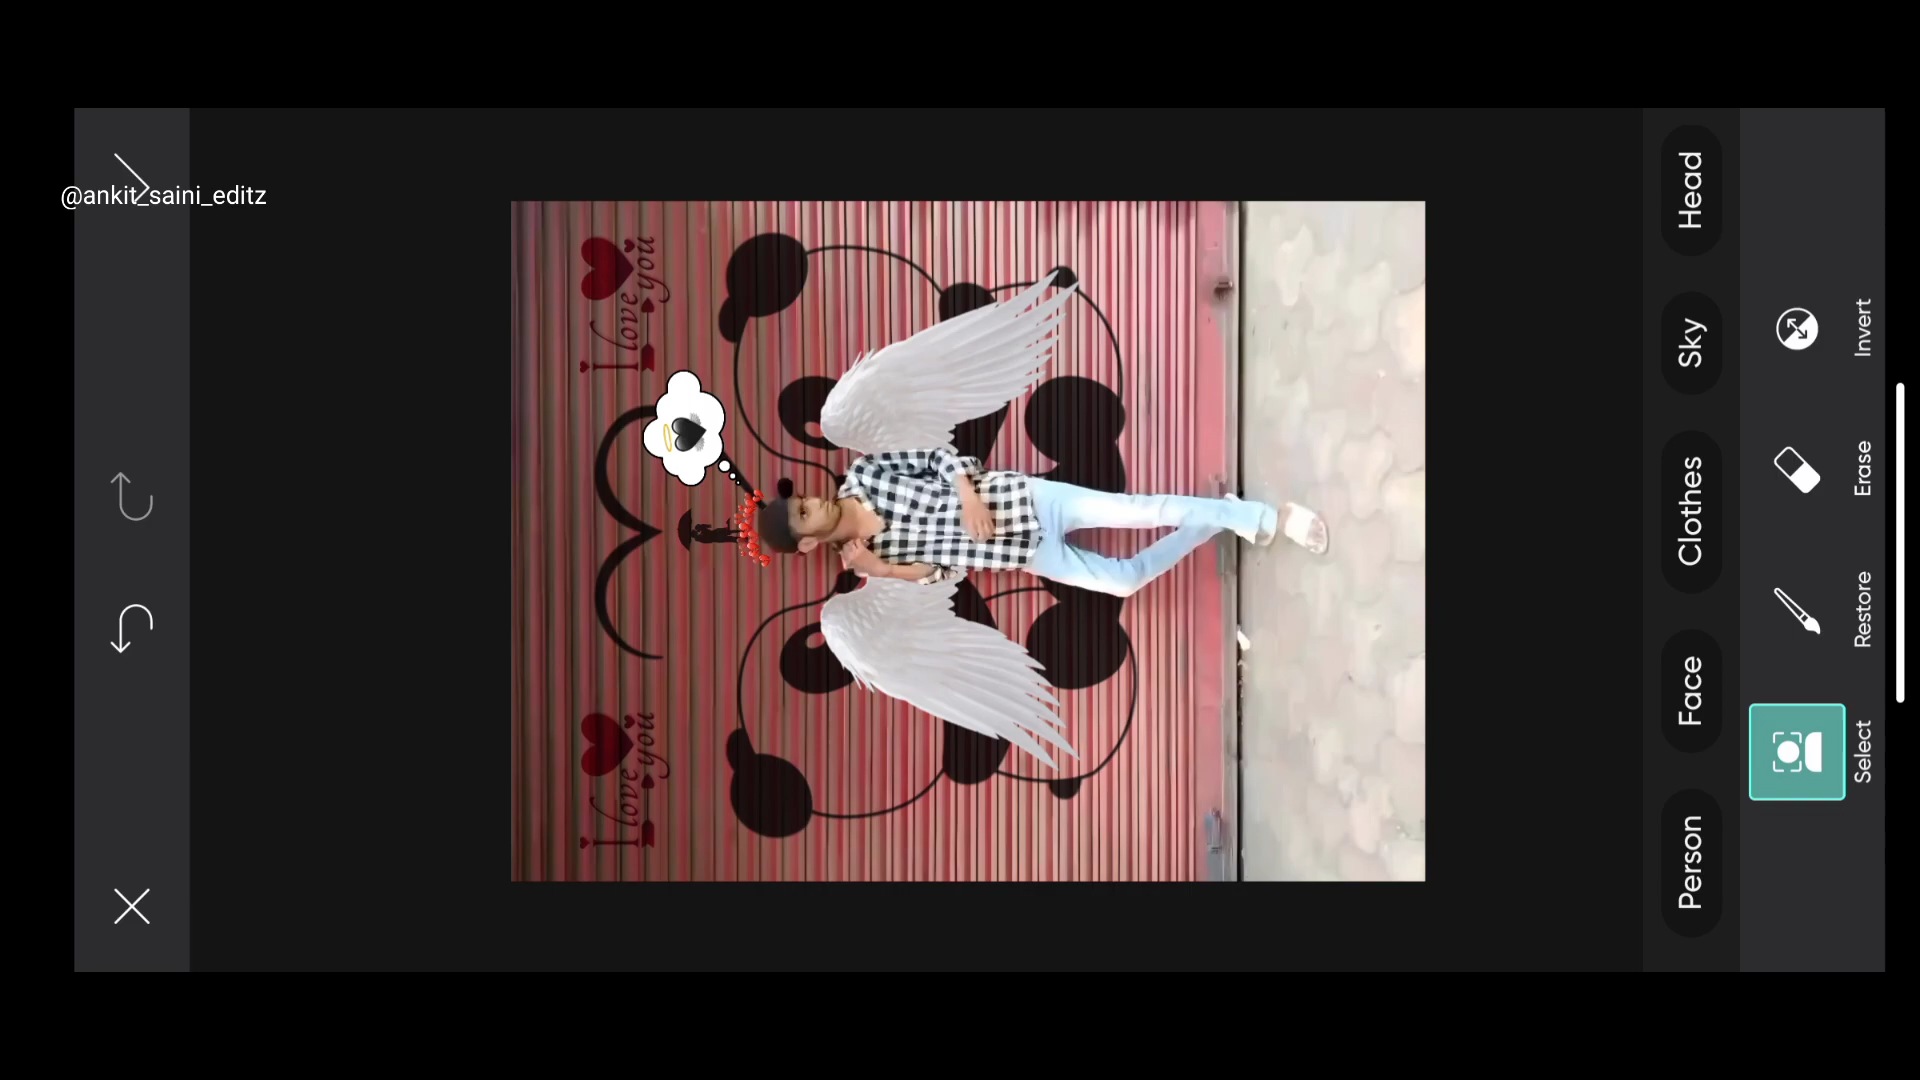 @ankit_saini_editz
I love you
I love you
Person
Face
Clothes
Sky
Head
Select
Restore
Erase
Invert